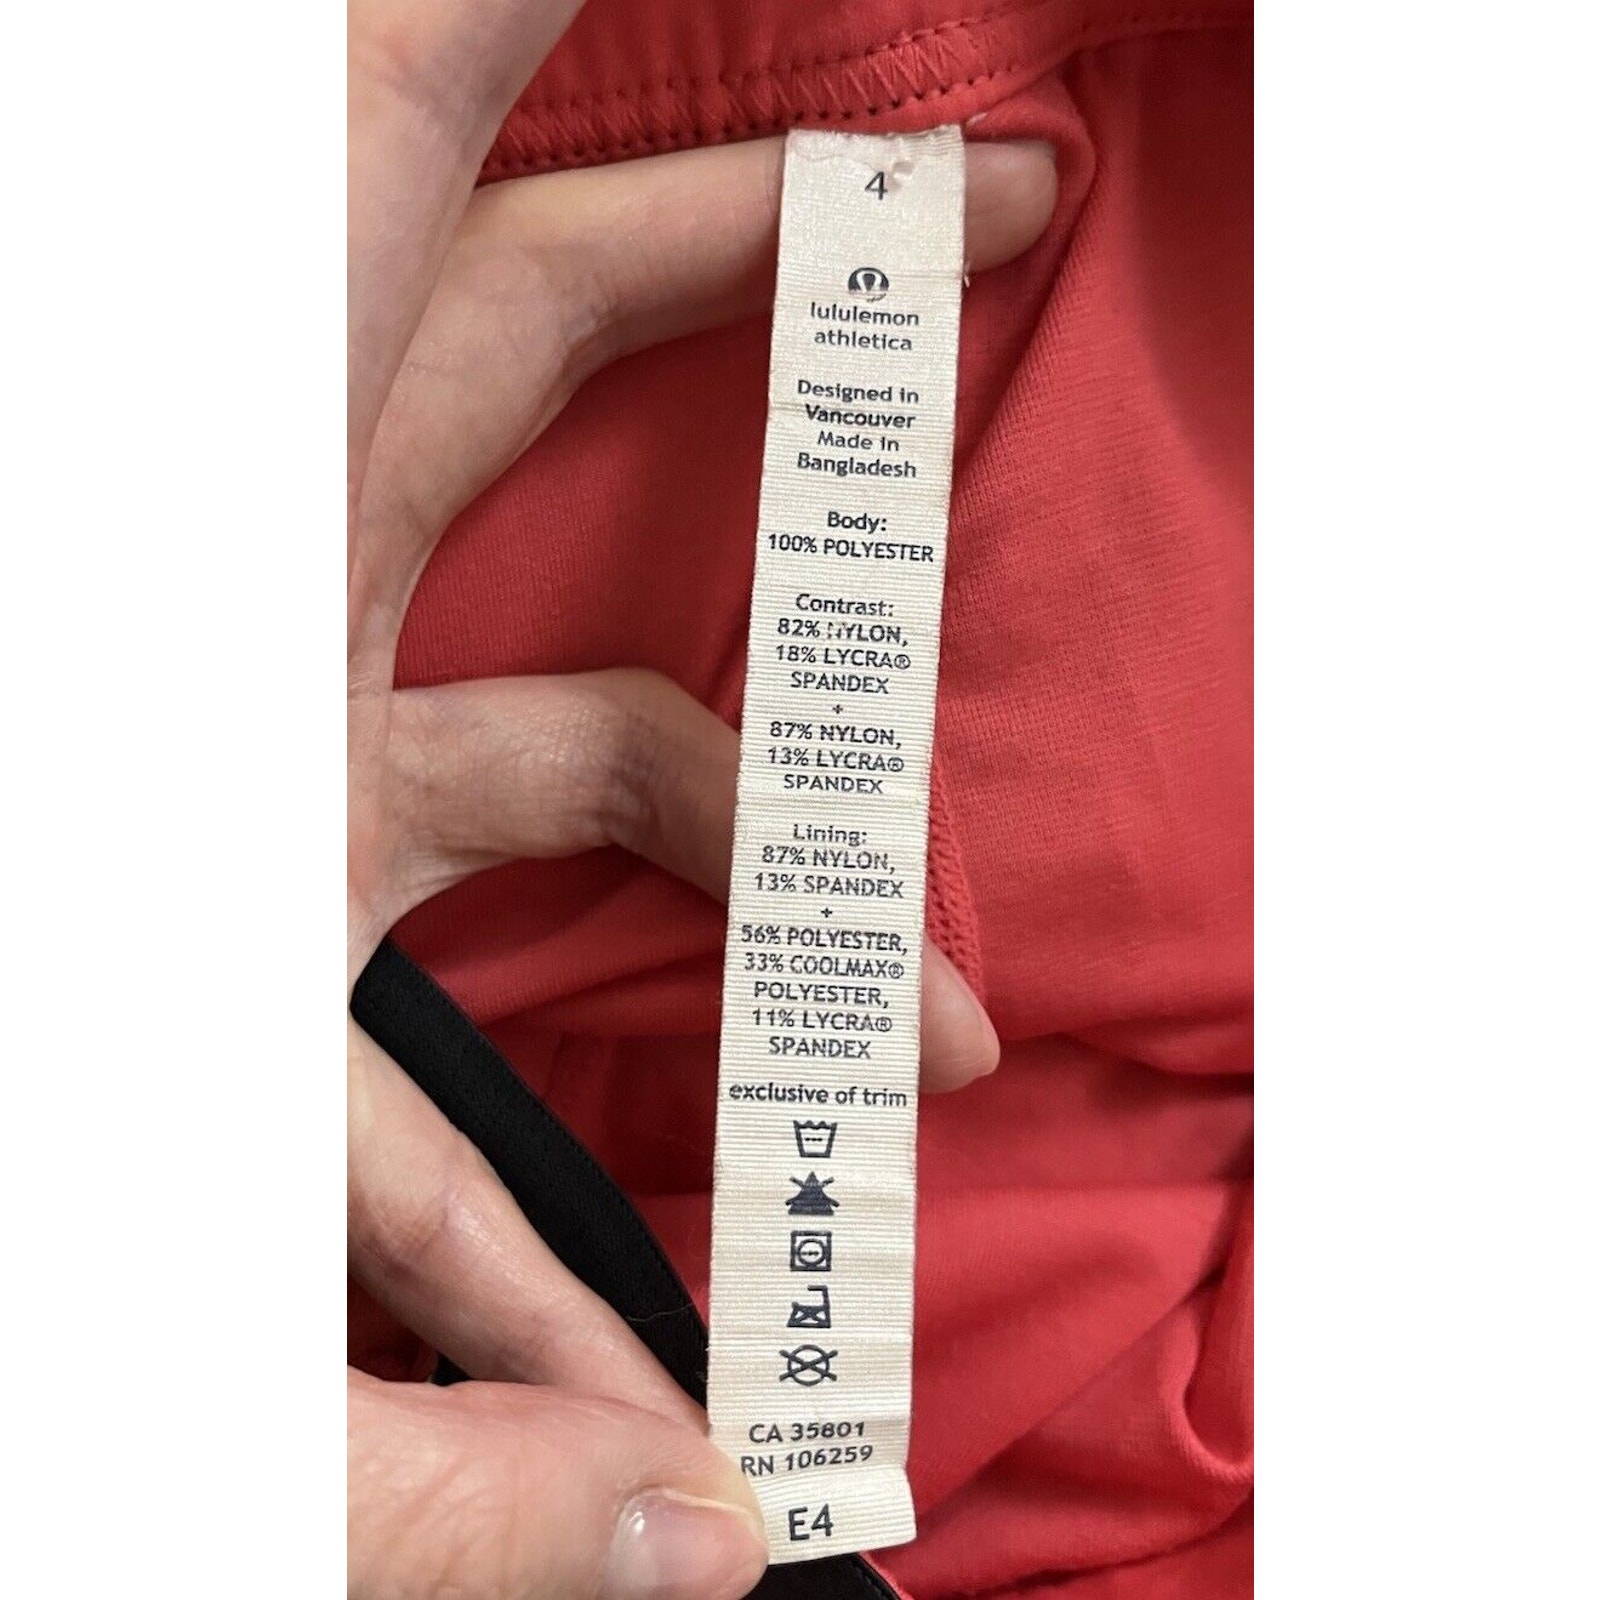 4
lululemon
athletica
Designed in
Vancouver
Made in
Bangladesh
Body:
100% POLYESTER
Contrast:
82% NYLON,
18% LYCRA®
SPANDEX
+
87% NYLON,
13% LYCRA®
SPANDEX
Lining:
87% NYLON,
13% SPANDEX
+
56% POLYESTER,
33% COOLMAX®
POLYESTER,
11% LYCRA®
SPANDEX
exclusive of trim
CA 35801
RN 106259
E4